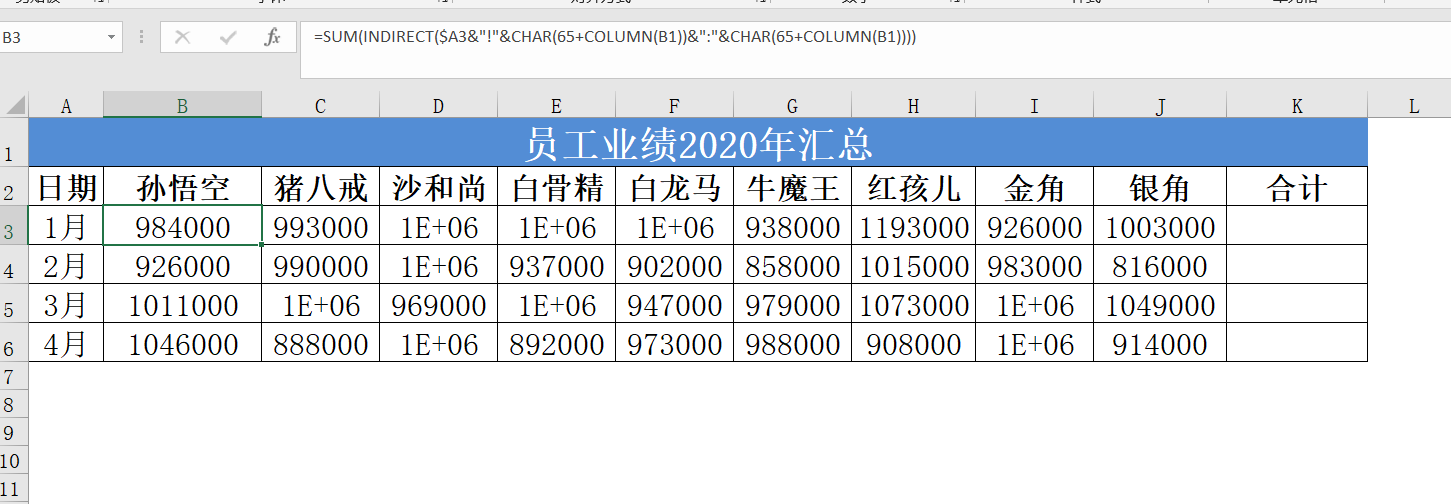 B3 fx =SUM(INDIRECT($A3&"!"&CHAR(65+COLUMN(B1))&":"&CHAR(65+COLUMN(B1))))
A B C D E F G H I J K L
1 员工业绩2020年汇总
2 日期 孙悟空 猪八戒 沙和尚 白骨精 白龙马 牛魔王 红孩儿 金角 银角 合计
3 1月 984000 993000 1E+06 1E+06 1E+06 938000 1193000 926000 1003000
4 2月 926000 990000 1E+06 937000 902000 858000 1015000 983000 816000
5 3月 1011000 1E+06 969000 1E+06 947000 979000 1073000 1E+06 1049000
6 4月 1046000 888000 1E+06 892000 973000 988000 908000 1E+06 914000
7
8
9
10
11